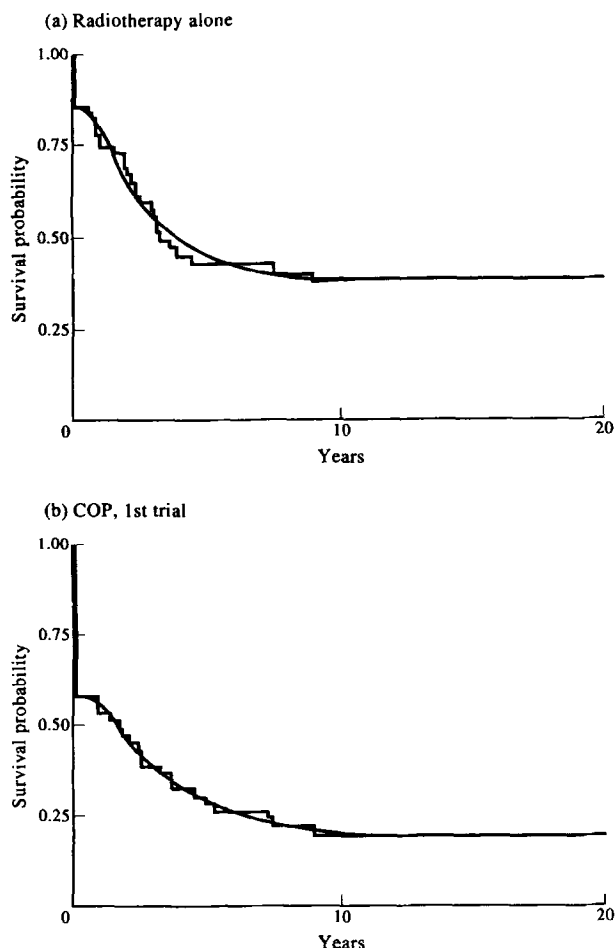 (a) Radiotherapy alone
1.00
0.75
0.50
0.25
Survival probability
0
10
20
Years
(b) COP, 1st trial
1.00
0.75
0.50
0.25
Survival probability
0
10
20
Years